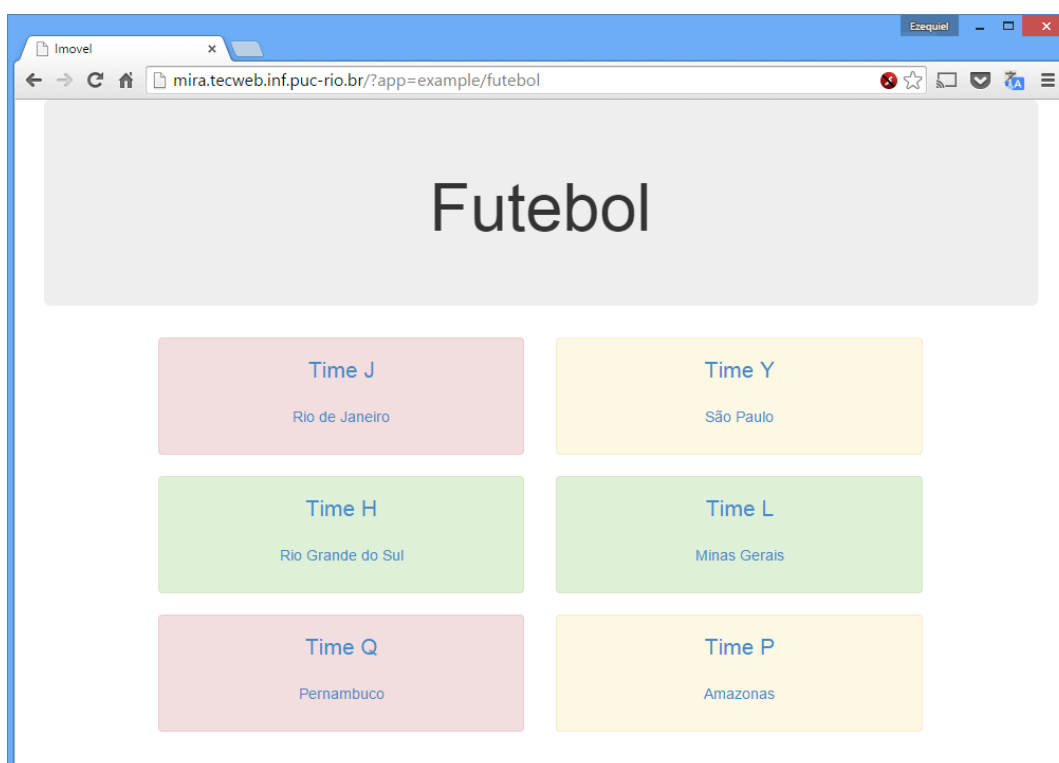 Ezequiel
Imovel
mira.tecweb.inf.puc-rio.br/?app=example/futebol
Futebol
Time J
Rio de Janeiro
Time Y
São Paulo
Time H
Rio Grande do Sul
Time L
Minas Gerais
Time Q
Pernambuco
Time P
Amazonas